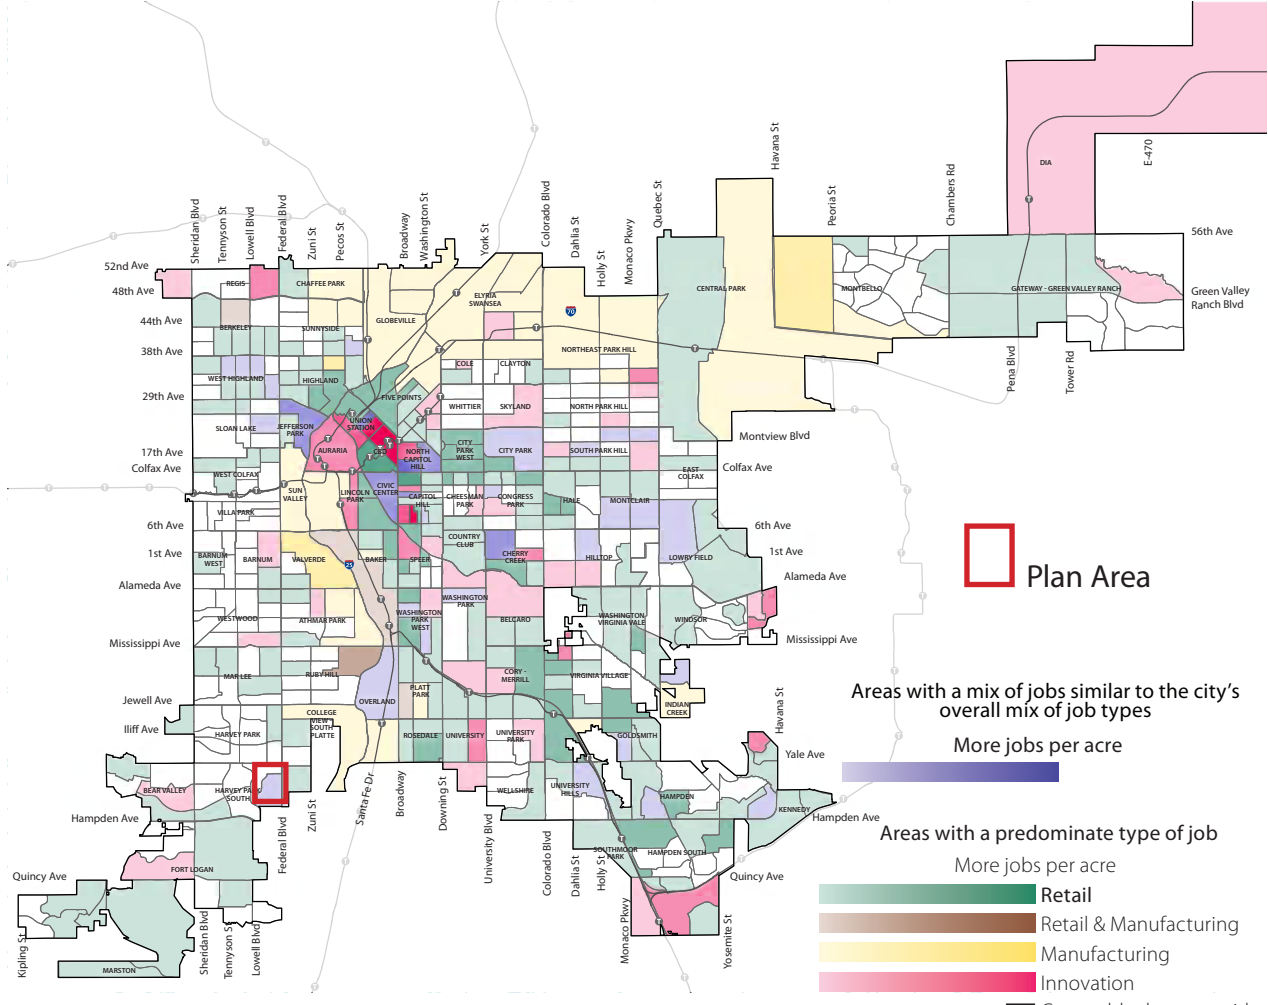 Sheridan Blvd
Tennyson St
Lowell Blvd
Federal Blvd
Zuni St
Pecos St
Broadway
Washington St
York St
Colorado Blvd
Dahlia St
Holly St
Monaco Pkwy
Quebec St
Havana St
Peoria St
Chambers Rd
E-470
DIA
56th Ave
52nd Ave
48th Ave
44th Ave
38th Ave
29th Ave
17th Ave
Colfax Ave
6th Ave
1st Ave
Alameda Ave
Mississippi Ave
Jewell Ave
Iliff Ave
Hampden Ave
Quincy Ave
Green Valley
Ranch Blvd
Pena Blvd
Tower Rd
Montview Blvd
Colfax Ave
6th Ave
1st Ave
Alameda Ave
Mississippi Ave
Havana St
Yale Ave
Hampden Ave
Quincy Ave
REGIS
CHAFFEE PARK
BERKELEY
SUNNYSIDE
GLOBEVILLE
ELYRIA
SWANSEA
70
CENTRAL PARK
MONTBELLO
GATEWAY - GREEN VALLEY RANCH
NORTHEAST PARK HILL
WEST HIGHLAND
HIGHLAND
COLE
CLAYTON
FIVE POINTS
WHITTIER
SKYLAND
NORTH PARK HILL
SLOAN LAKE
JEFFERSON
PARK
UNION
STATION
AURARIA
CBD
NORTH
CAPITOL
HILL
CITY
PARK
WEST
CITY PARK
SOUTH PARK HILL
EAST
COLFAX
WEST COLFAX
SUN
VALLEY
LINCOLN
PARK
CIVIC
CENTER
CAPITOL
HILL
CHEESMAN
PARK
CONGRESS
PARK
HALE
MONTCLAIR
VILLA PARK
BARNUM
WEST
BARNUM
VALVERDE
25
BAKER
SPEER
COUNTRY
CLUB
CHERRY
CREEK
HILLTOP
LOWRY FIELD
WESTWOOD
ATHMAR PARK
WASHINGTON
PARK
WEST
WASHINGTON
PARK
BELCARO
WASHINGTON
VIRGINIA VALE
WINDSOR
MAR LEE
RUBY HILL
OVERLAND
PLATT
PARK
CORY -
MERRILL
VIRGINIA VILLAGE
INDIAN
CREEK
HARVEY PARK
COLLEGE
VIEW
SOUTH
PLATTE
ROSEDALE
UNIVERSITY
UNIVERSITY
PARK
GOLDSMITH
BEAR VALLEY
HARVEY PARK
SOUTH
WELLSHIRE
UNIVERSITY
HILLS
HAMPDEN
KENNEDY
FORT LOGAN
SOUTHMOOR
PARK
HAMPDEN SOUTH
MARSTON
Kipling St
Sheridan Blvd
Tennyson St
Lowell Blvd
Federal Blvd
Zuni St
Santa Fe Dr
Broadway
Downing St
University Blvd
Colorado Blvd
Dahlia St
Holly St
Monaco Pkwy
Yosemite St
Plan Area
Areas with a mix of jobs similar to the city's
overall mix of job types
More jobs per acre
Areas with a predominate type of job
More jobs per acre
Retail
Retail & Manufacturing
Manufacturing
Innovation